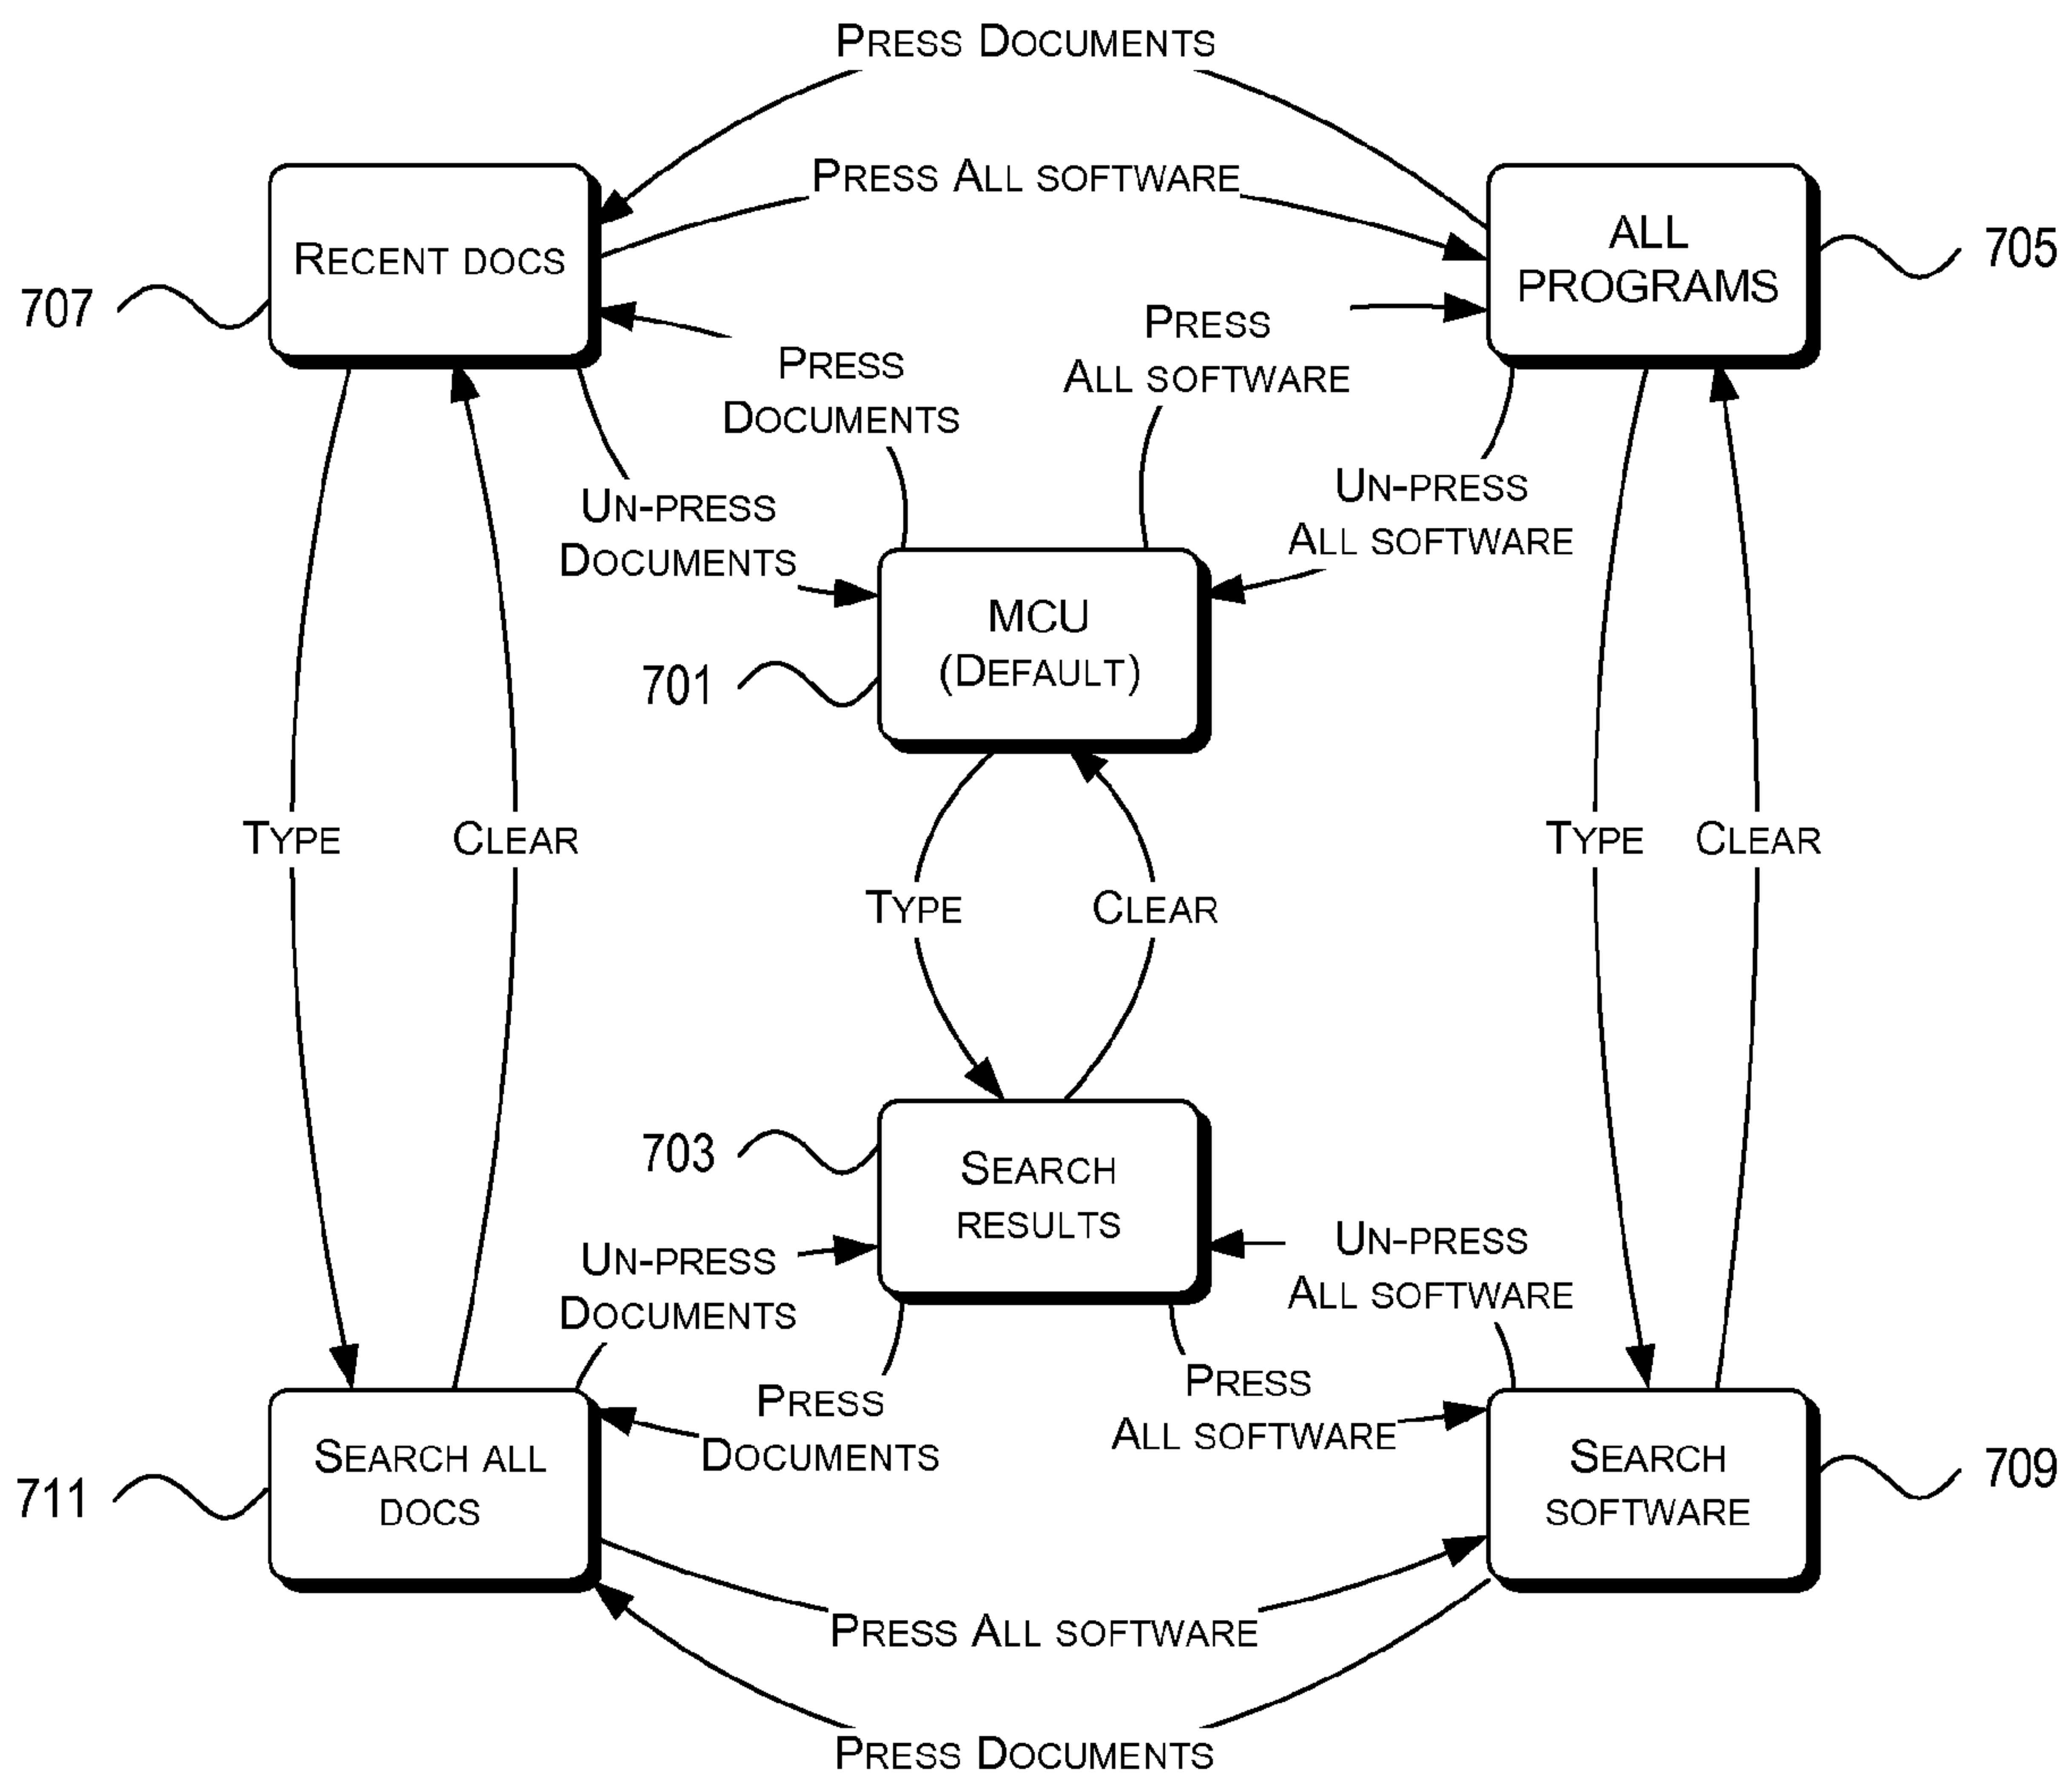 Press Documents
Press All software
Recent docs
ALL
PROGRAMS
705
707
Press
All software
Press
Documents
Un-press
All software
Un-press
Documents
MCU
(Default)
701
Type
Clear
Type
Clear
Type
Clear
703
Search
results
Un-press
Documents
Un-press
All software
Press
Documents
Press
All software
Search all
docs
711
Search
software
709
Press All software
Press Documents